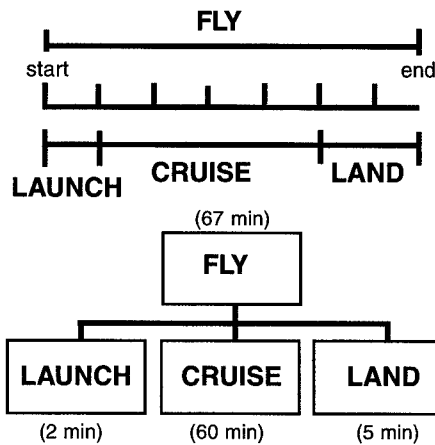 FLY
start end
LAUNCH CRUISE LAND
(67 min)
FLY
LAUNCH CRUISE LAND
(2 min) (60 min) (5 min)